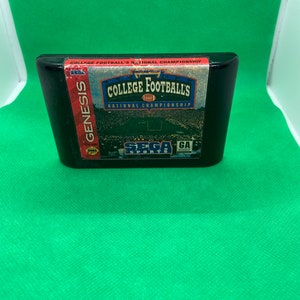 COLLEGE FOOTBALL'S NATIONAL CHAMPIONSHIP
GENESIS
COLLEGE FOOTBALL'S
NATIONAL CHAMPIONSHIP
SEGA
SPORTS
GA